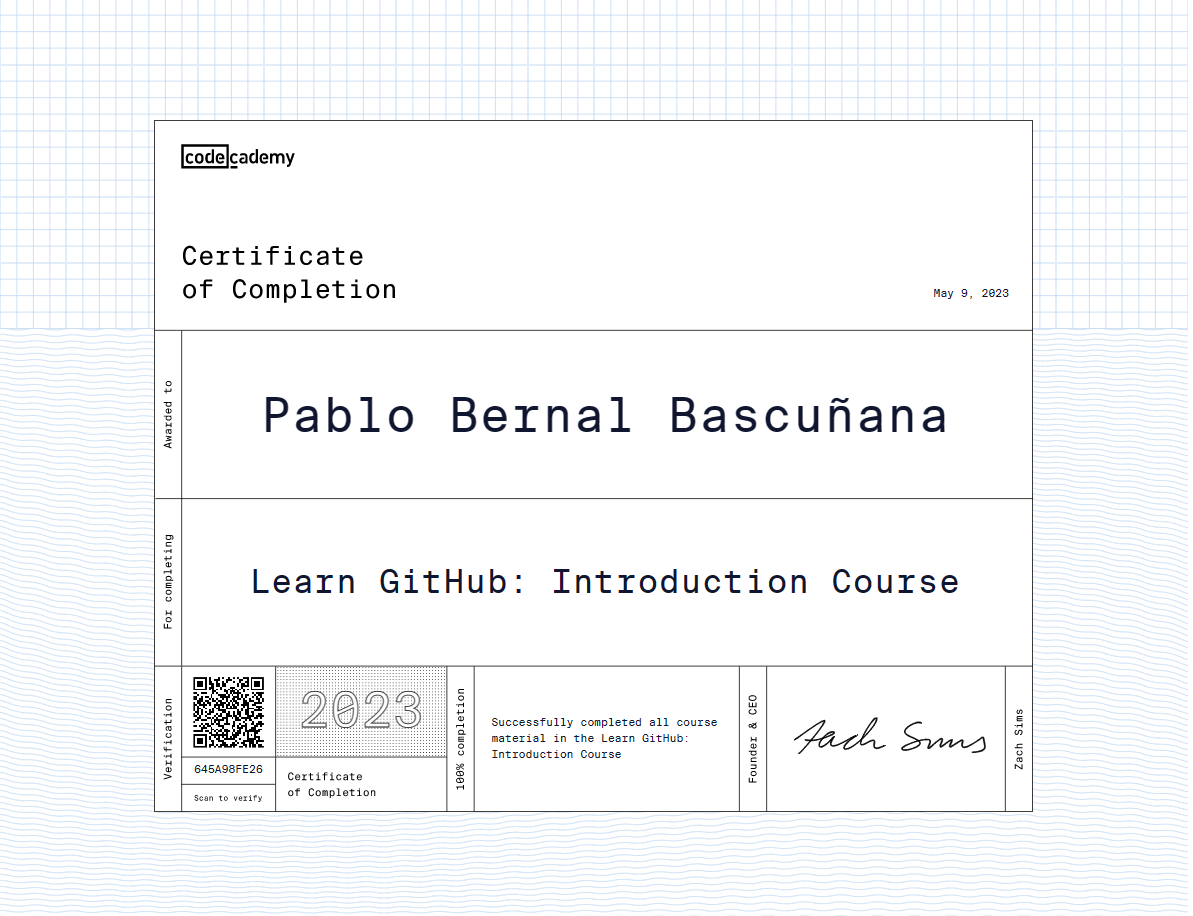 codecademy
Certificate
of Completion
May 9, 2023
Awarded to
Pablo Bernal Bascuñana
For completing
Learn GitHub: Introduction Course
Verification
645A98FE26
Scan to verify
2023
Certificate
of Completion
100% completion
Successfully completed all course
material in the Learn GitHub:
Introduction Course
Founder & CEO
Zach Sims
Zach Sims